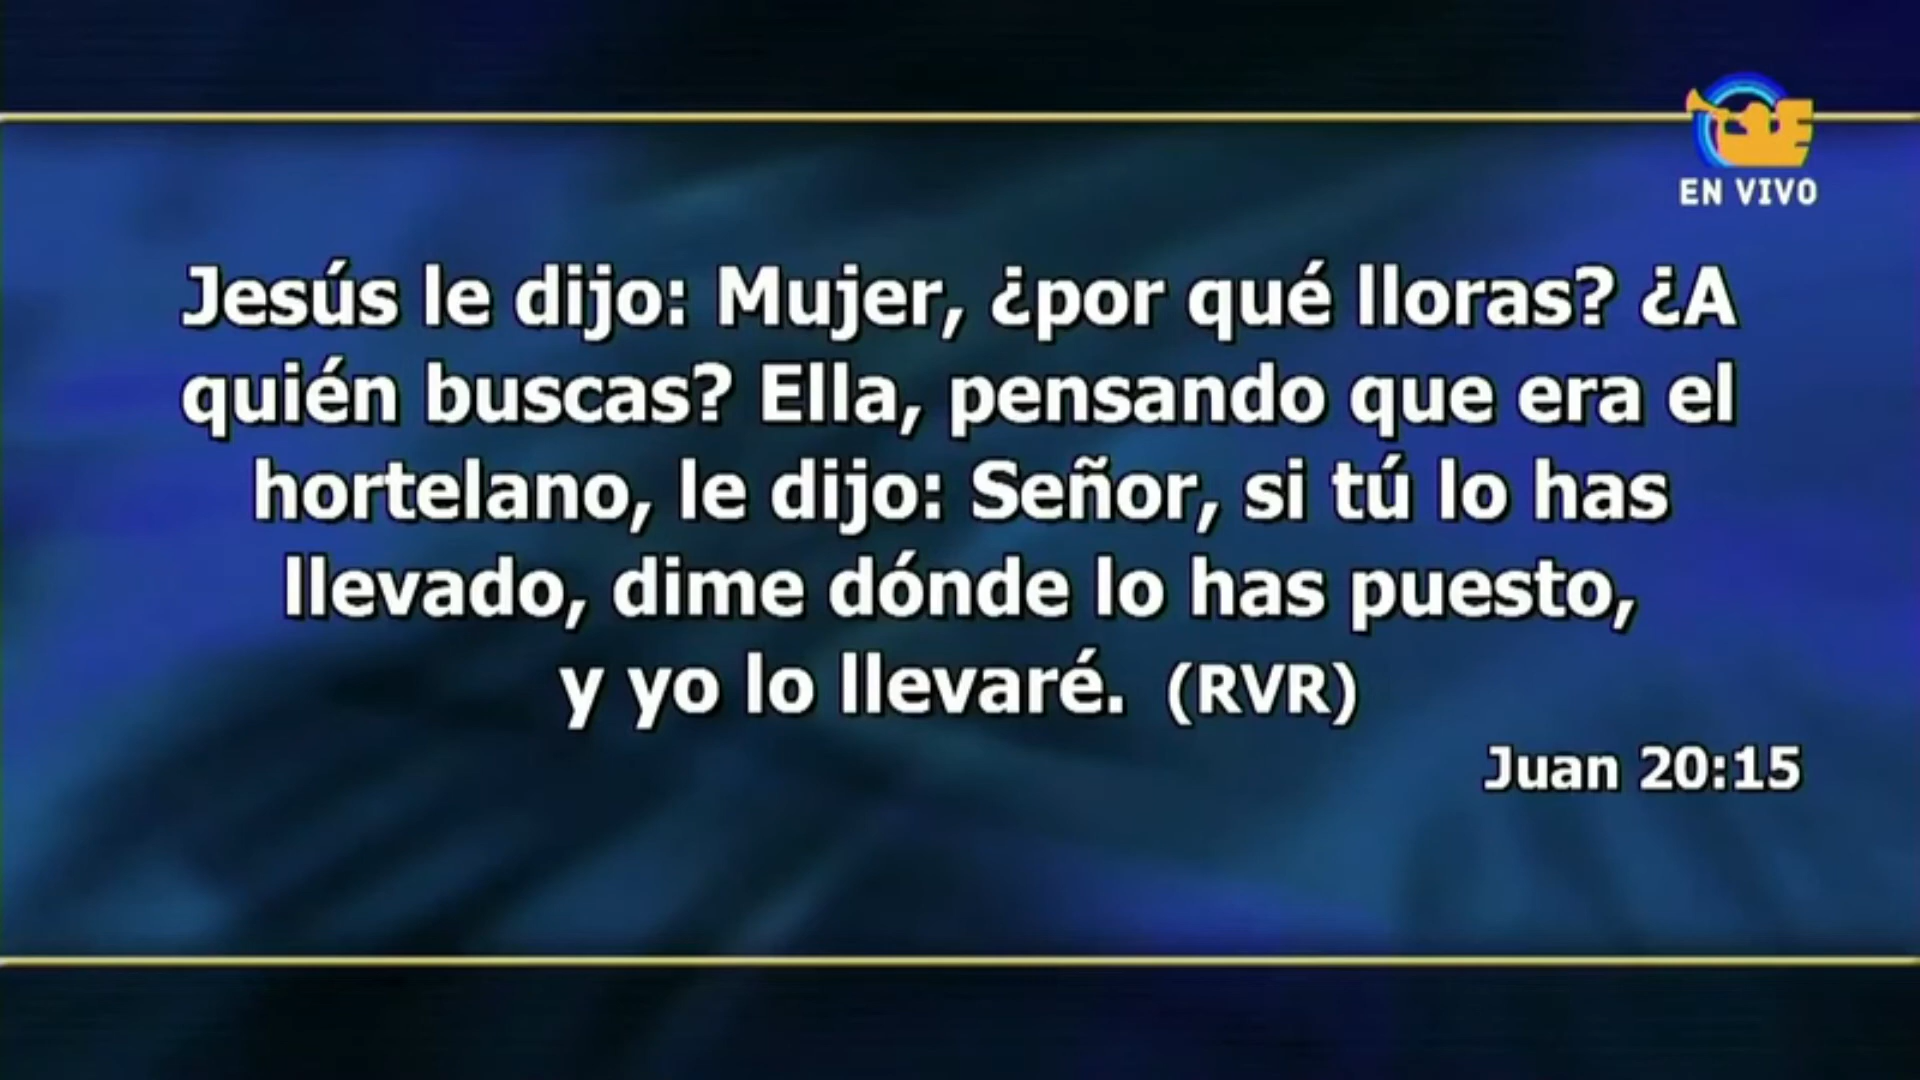 EN VIVO
Jesús le dijo: Mujer, ¿por qué lloras? ¿A
quién buscas? Ella, pensando que era el
hortelano, le dijo: Señor, si tú lo has
llevado, dime dónde lo has puesto,
y yo lo llevaré. (RVR)
Juan 20:15